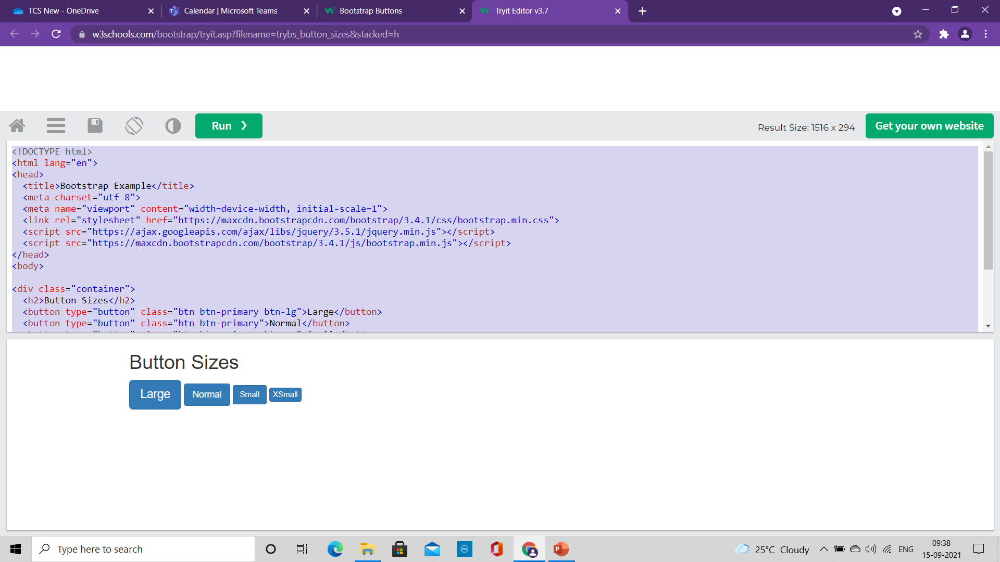 TCS New - OneDrive
Calendar | Microsoft Teams
Bootstrap Buttons
Tryit Editor v3.7
w3schools.com/bootstrap/tryit.asp?filename=trybs_button_sizes&stacked=h
Run ❯
Result Size: 1516 x 294
Get your own website
<!DOCTYPE html>
<html lang="en">
<head>
  <title>Bootstrap Example</title>
  <meta charset="utf-8">
  <meta name="viewport" content="width=device-width, initial-scale=1">
  <link rel="stylesheet" href="https://maxcdn.bootstrapcdn.com/bootstrap/3.4.1/css/bootstrap.min.css">
  <script src="https://ajax.googleapis.com/ajax/libs/jquery/3.5.1/jquery.min.js"></script>
  <script src="https://maxcdn.bootstrapcdn.com/bootstrap/3.4.1/js/bootstrap.min.js"></script>
</head>
<body>
<div class="container">
  <h2>Button Sizes</h2>
  <button type="button" class="btn btn-primary btn-lg">Large</button>
  <button type="button" class="btn btn-primary">Normal</button>
Button Sizes
Large Normal Small XSmall
Type here to search
25°C Cloudy
ENG
09:38
15-09-2021